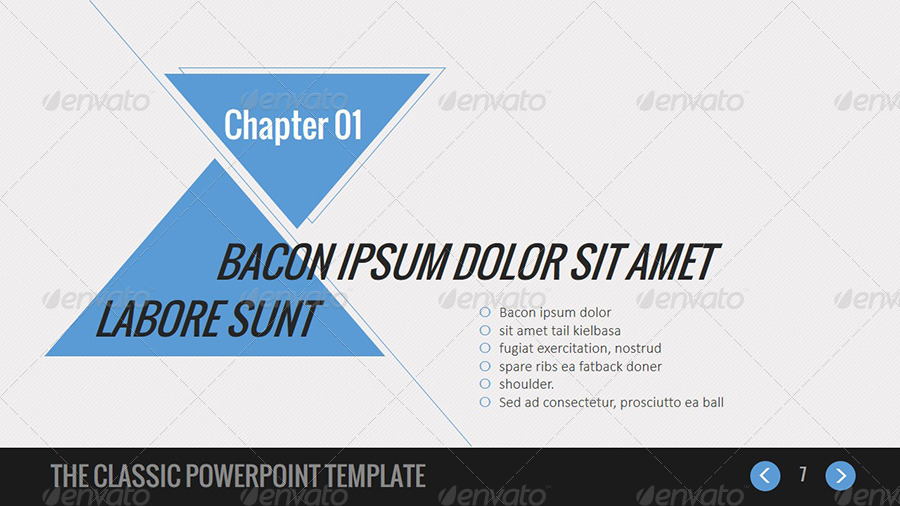 Chapter 01
BACON IPSUM DOLOR SIT AMET
LABORE SUNT
Bacon ipsum dolor
sit amet tail kielbasa
fugiat exercitation, nostrud
spare ribs ea fatback doner
shoulder.
Sed ad consectetur, prosciutto ea ball
THE CLASSIC POWERPOINT TEMPLATE
7
envato envato envato envato envato
envato envato envato envato envato
envato envato envato envato envato